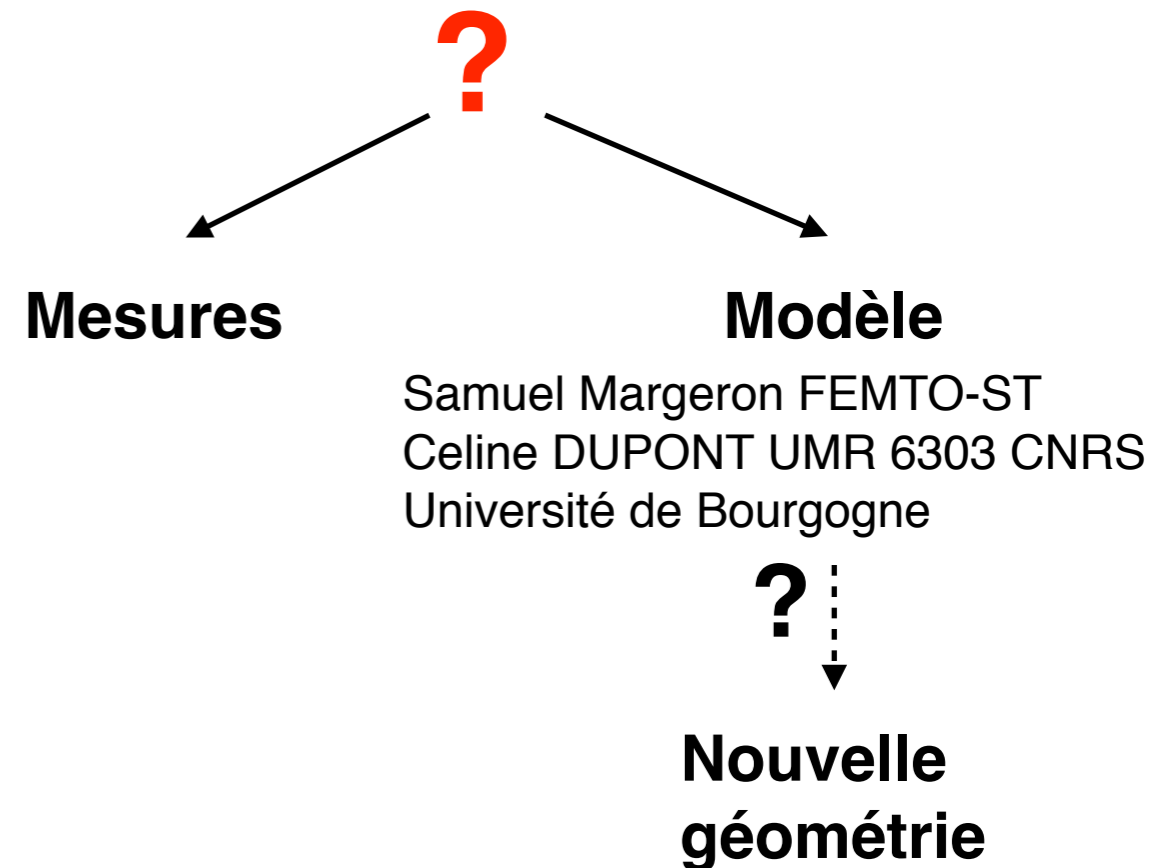 ?
Mesures
Modèle
Samuel Margeron FEMTO-ST
Celine DUPONT UMR 6303 CNRS
Université de Bourgogne
?
Nouvelle
géométrie